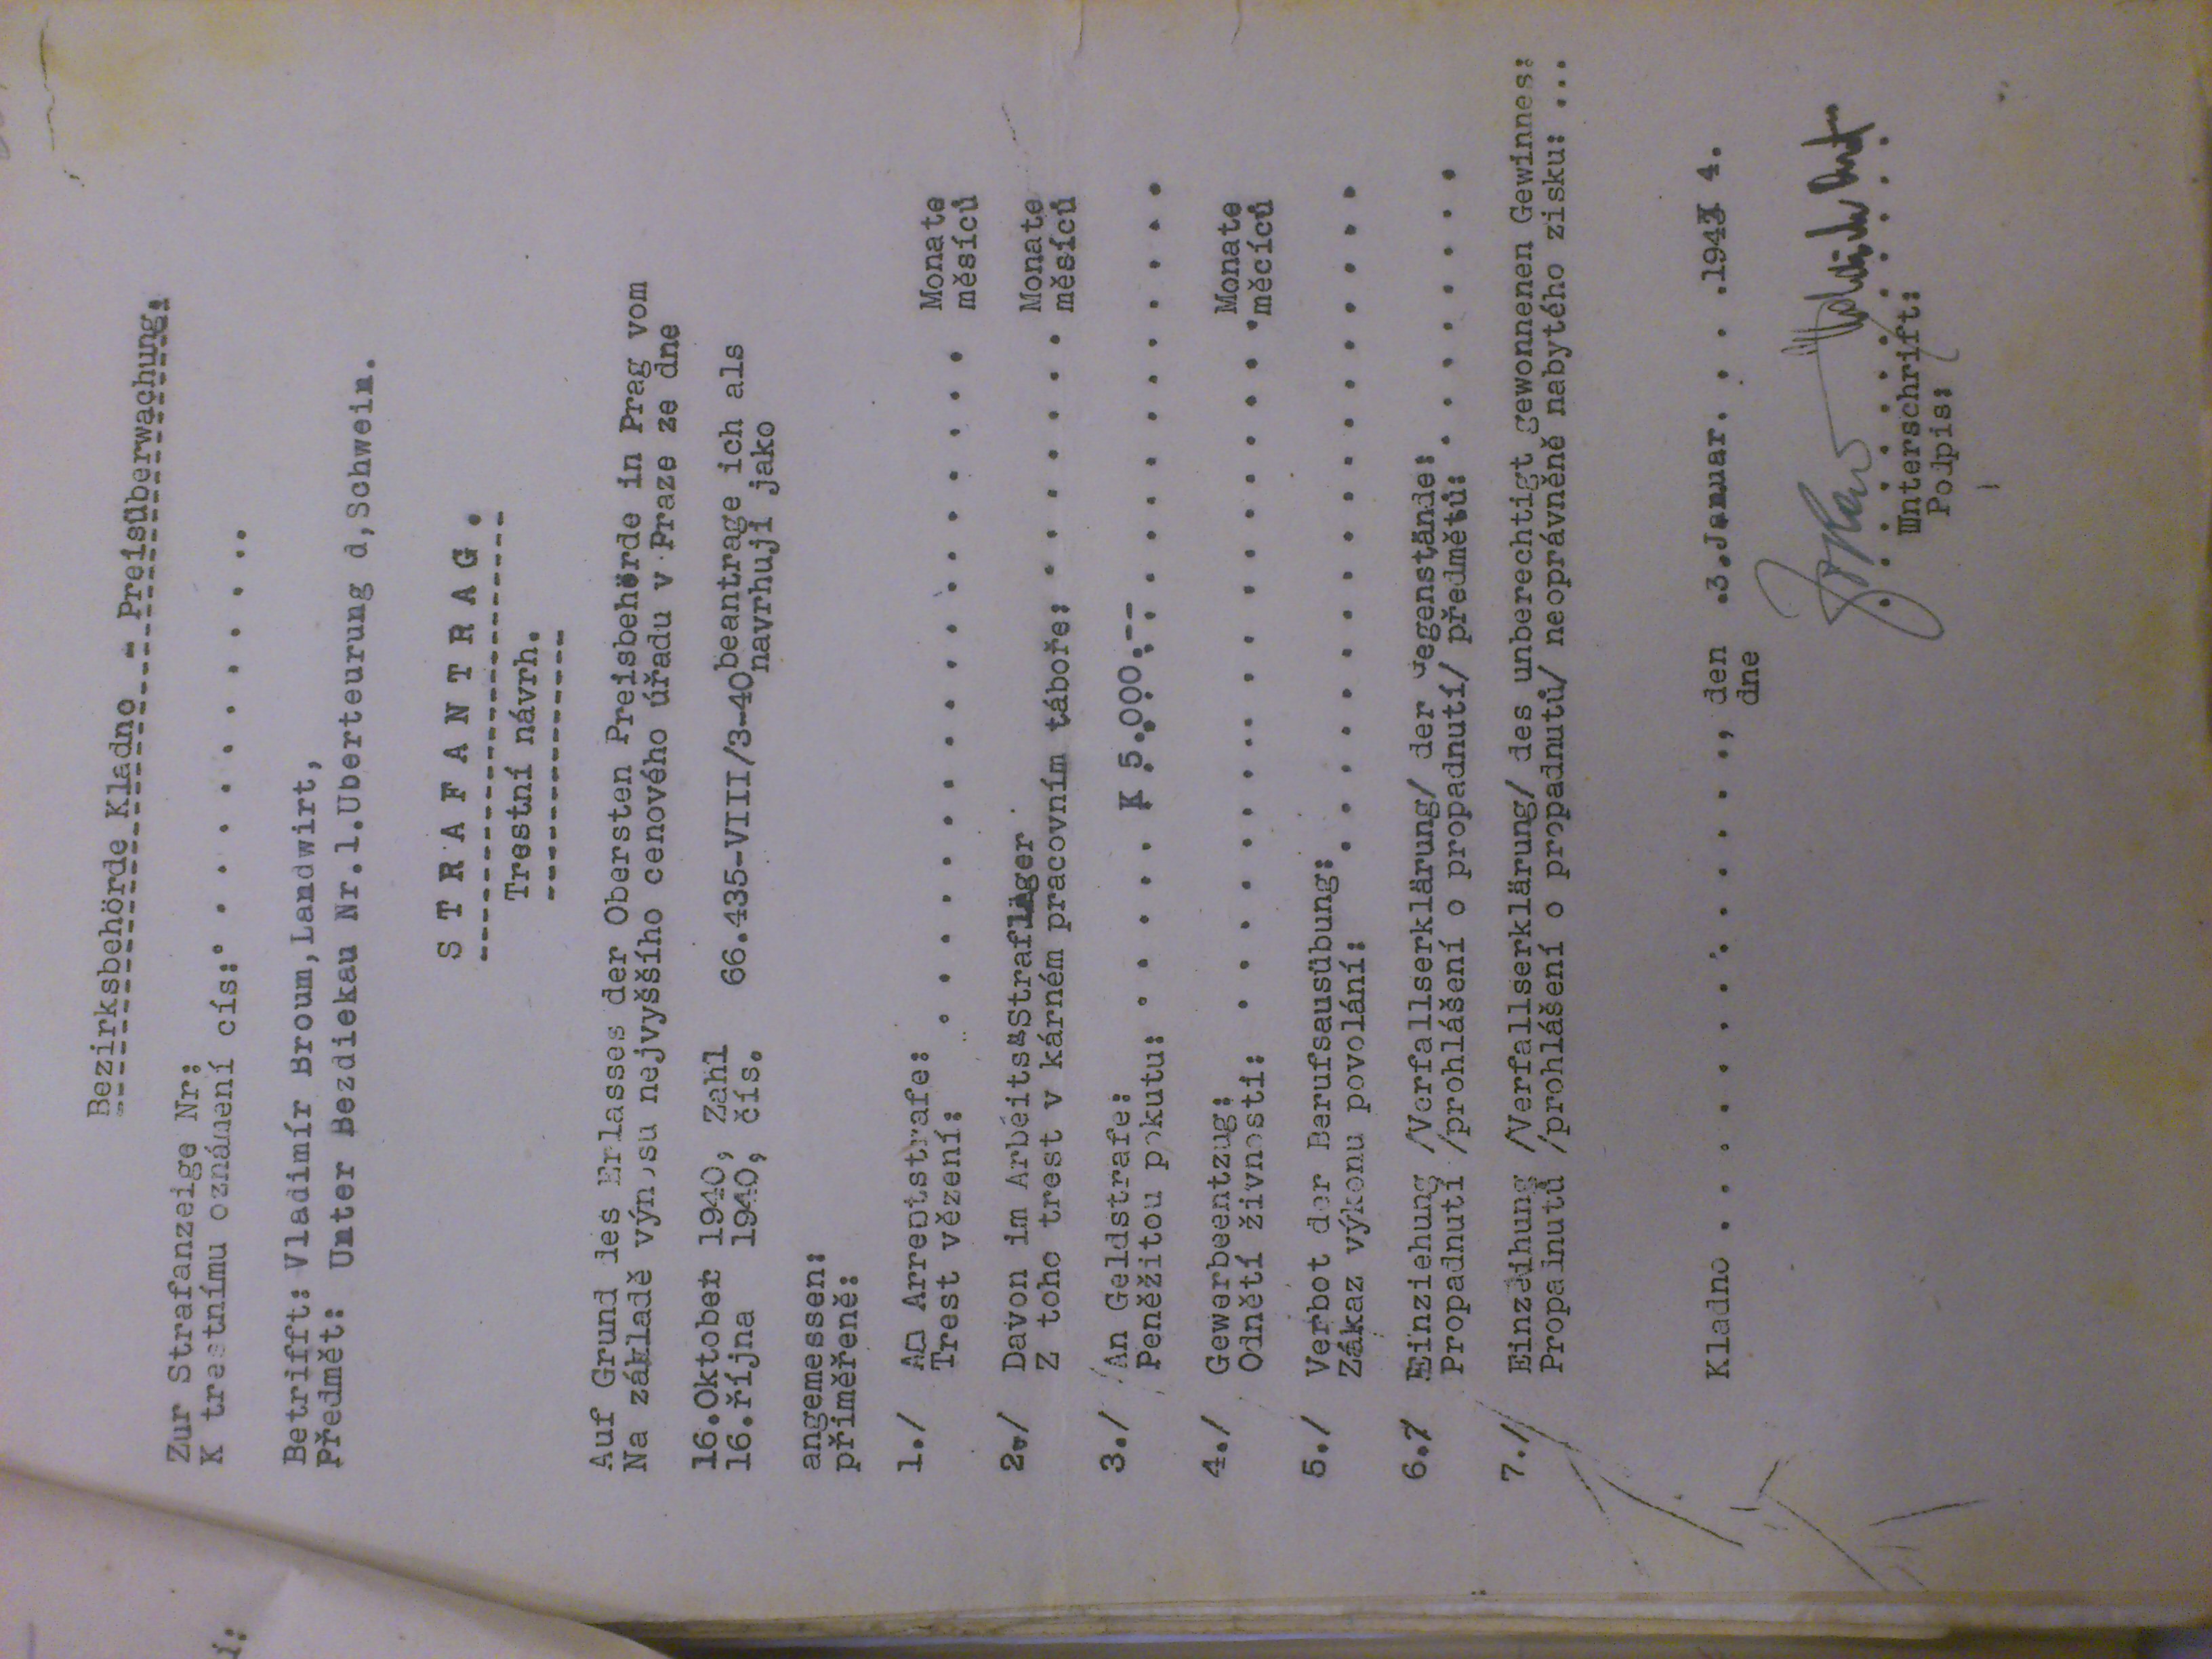 Bezirksbehörde Kladno - Preisüberwachung.
Zur Strafanzeige Nr:
K trestnímu oznámení cís: . . . . . . . . . . . .
Betrifft: Vladimír Broum, Landwirt,
Předmět: Unter Bezdiekau Nr.1.Uberteurung d,Schwein.
STRAFANTRAG.
Trestní návrh.
Auf Grund des Erlasses der Obersten Preisbehörde in Prag vom
Na základě výnosu nejvyššího cenového úřadu v Praze ze dne
16.Oktober 1940, Zahl
16.října 1940, čís. 66.435-VIII/3-40 beantrage ich als
navrhuji jako
angemessen:
přiměřeně:
1./ An Arreststrafe:
Trest vězení: . . . . . . . . . . . . . . . . . . Monate
měsíců
2./ Davon im Arbeits-Straflager
Z toho trest v kárném pracovním táboře: . . . . . . . Monate
měsíců
3./ An Geldstrafe:
Peněžitou pokutu: . . . . . K 5.000.-- . . . . . . . . . . .
4./ Gewerbeentzug:
Odnětí živnosti: . . . . . . . . . . . . . . . . . . Monate
měcíců
5./ Verbot der Berufsausübung:
Zákaz výkonu povolání: . . . . . . . . . . . . . . . . . .
6./ Einziehung /Verfallserklärung/ der Gegenstände:
Propadnutí /prohlášení o propadnutí/ předmětů: . . . . . . . .
7./ Einzeihung /Verfallserklärung/ des unberechtigt gewonnenen Gewinnes:
Propadnutů /prohlášení o propadnutů/ neoprávněně nabytého zisku: ...
Kladno . . . . . . . . . . . . ., den .3.Januar. . . .1943 4.
dne
Unterschrift:
Podpis: